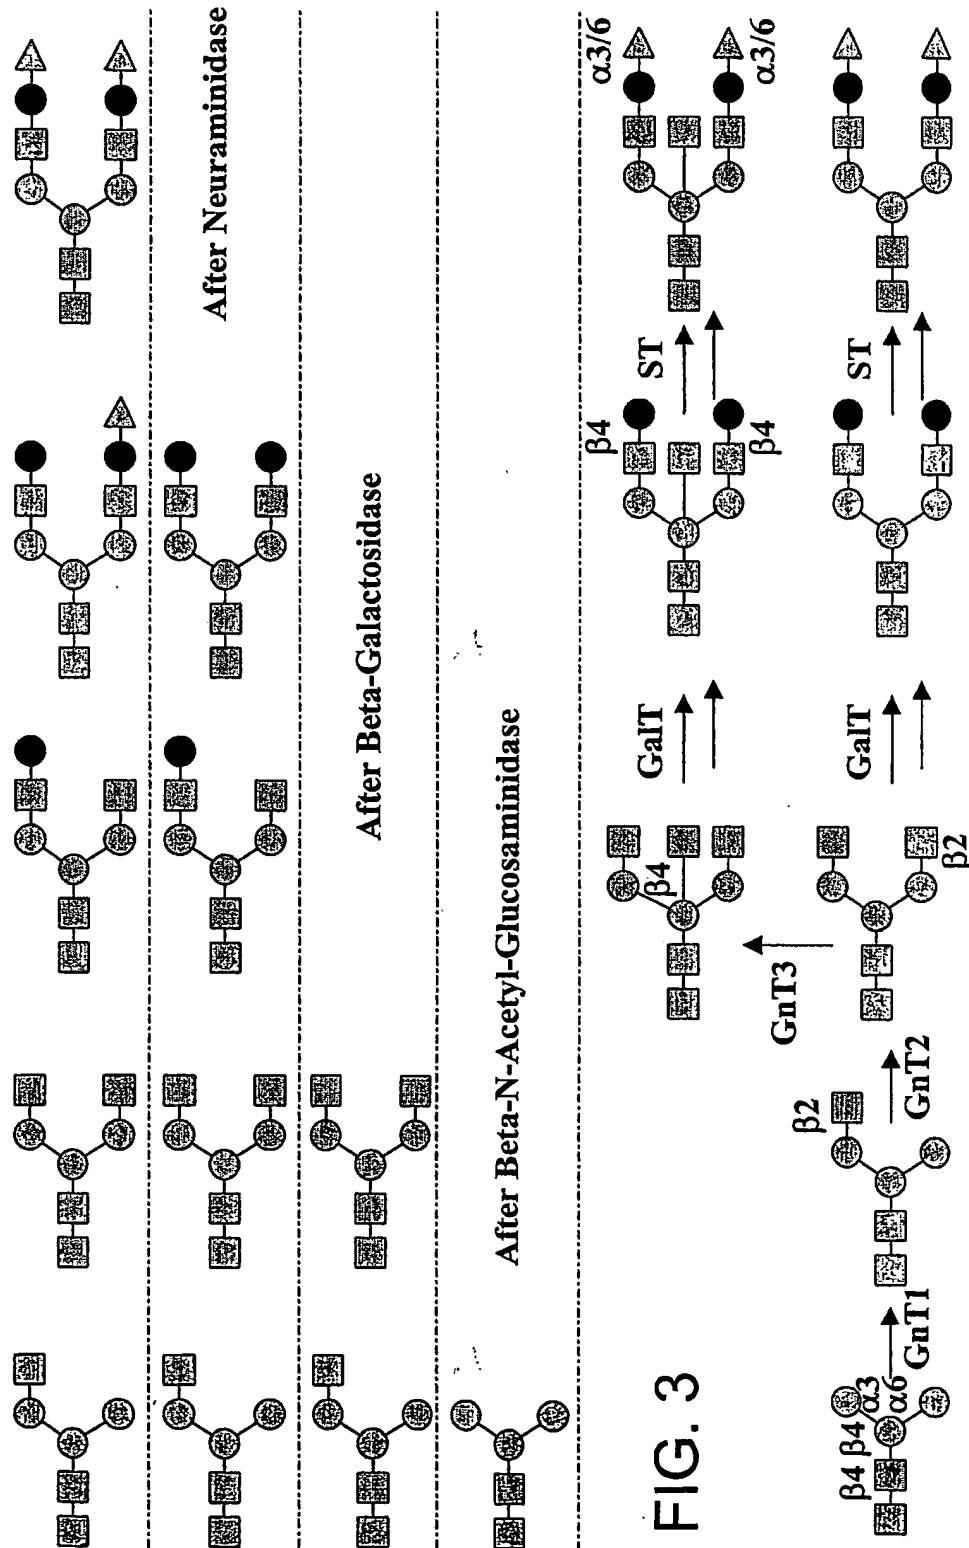 After Neuraminidase
After Beta-Galactosidase
After Beta-N-Acetyl-Glucosaminidase
α3/6
α3/6
ST
β4
β4
GalT
β4
GnT3
ST
GalT
β2
GnT2
β2
GnT1
α3
α6
β4 β4
FIG. 3